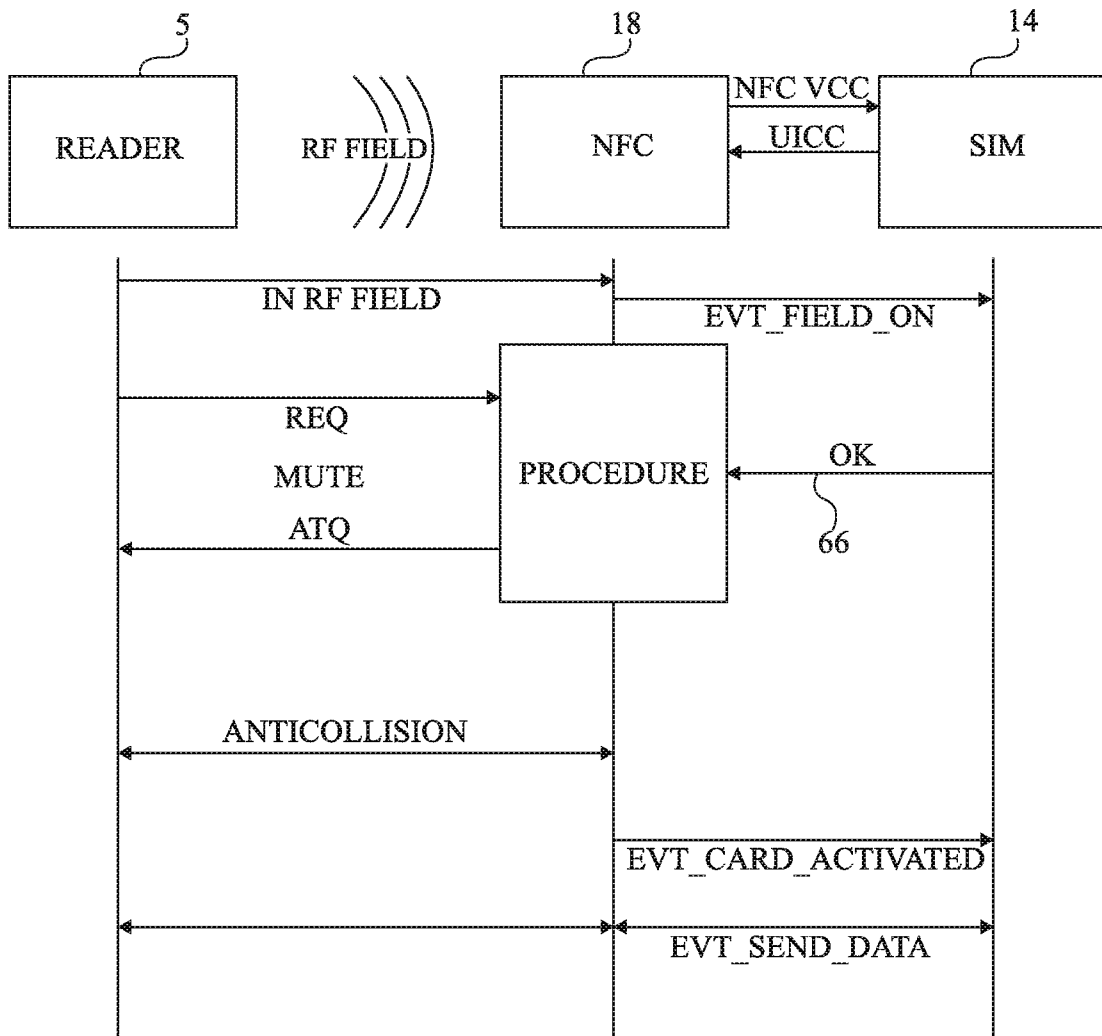 5
18
14
READER
RF FIELD
NFC
NFC VCC
UICC
SIM
IN RF FIELD
EVT_FIELD_ON
REQ
MUTE
PROCEDURE
OK
66
ATQ
ANTICOLLISION
EVT_CARD_ACTIVATED
EVT_SEND_DATA